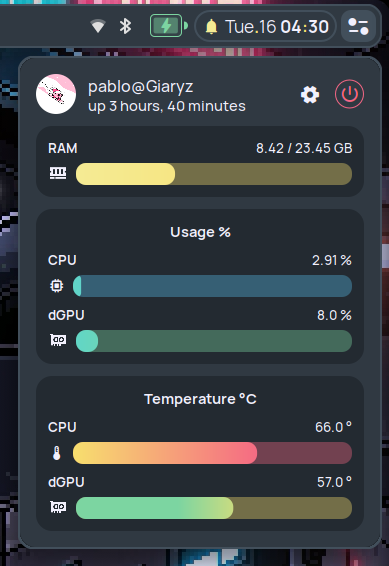 Tue.16 04:30
pablo@Giaryz
up 3 hours, 40 minutes
RAM 8.42 / 23.45 GB
Usage %
CPU 2.91 %
dGPU 8.0 %
Temperature °C
CPU 66.0 °
dGPU 57.0 °